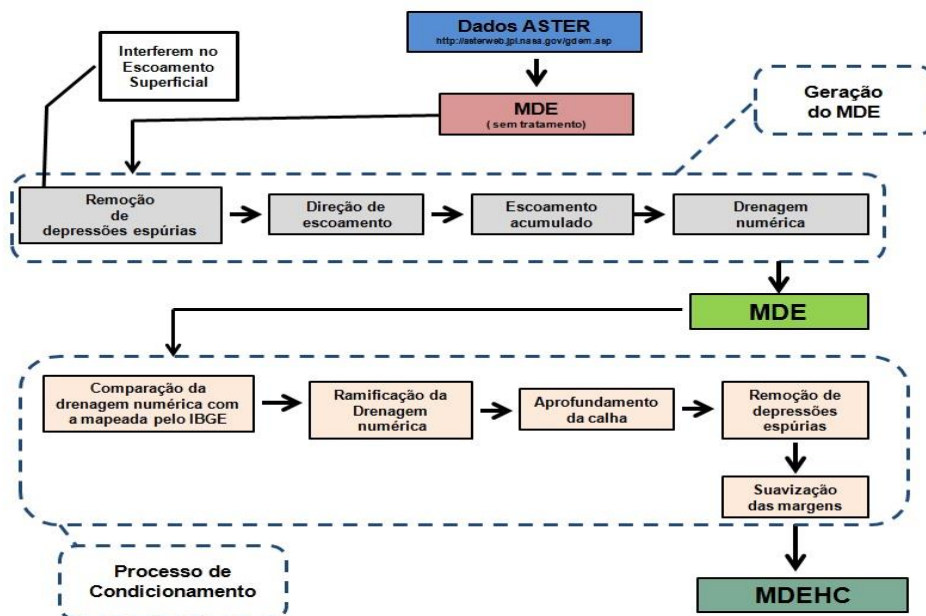 Dados ASTER
http://asterweb.jpl.nasa.gov/gdem.asp
Interferem no
Escoamento
Superficial
MDE
( sem tratamento)
Geração
do MDE
Remoção
de
depressões espúrias
Direção de
escoamento
Escoamento
acumulado
Drenagem
numérica
MDE
Comparação da
drenagem numérica com
a mapeada pelo IBGE
Ramificação da
Drenagem
numérica
Aprofundamento
da calha
Remoção de
depressões
espúrias
Suavização
das margens
Processo de
Condicionamento
MDEHC